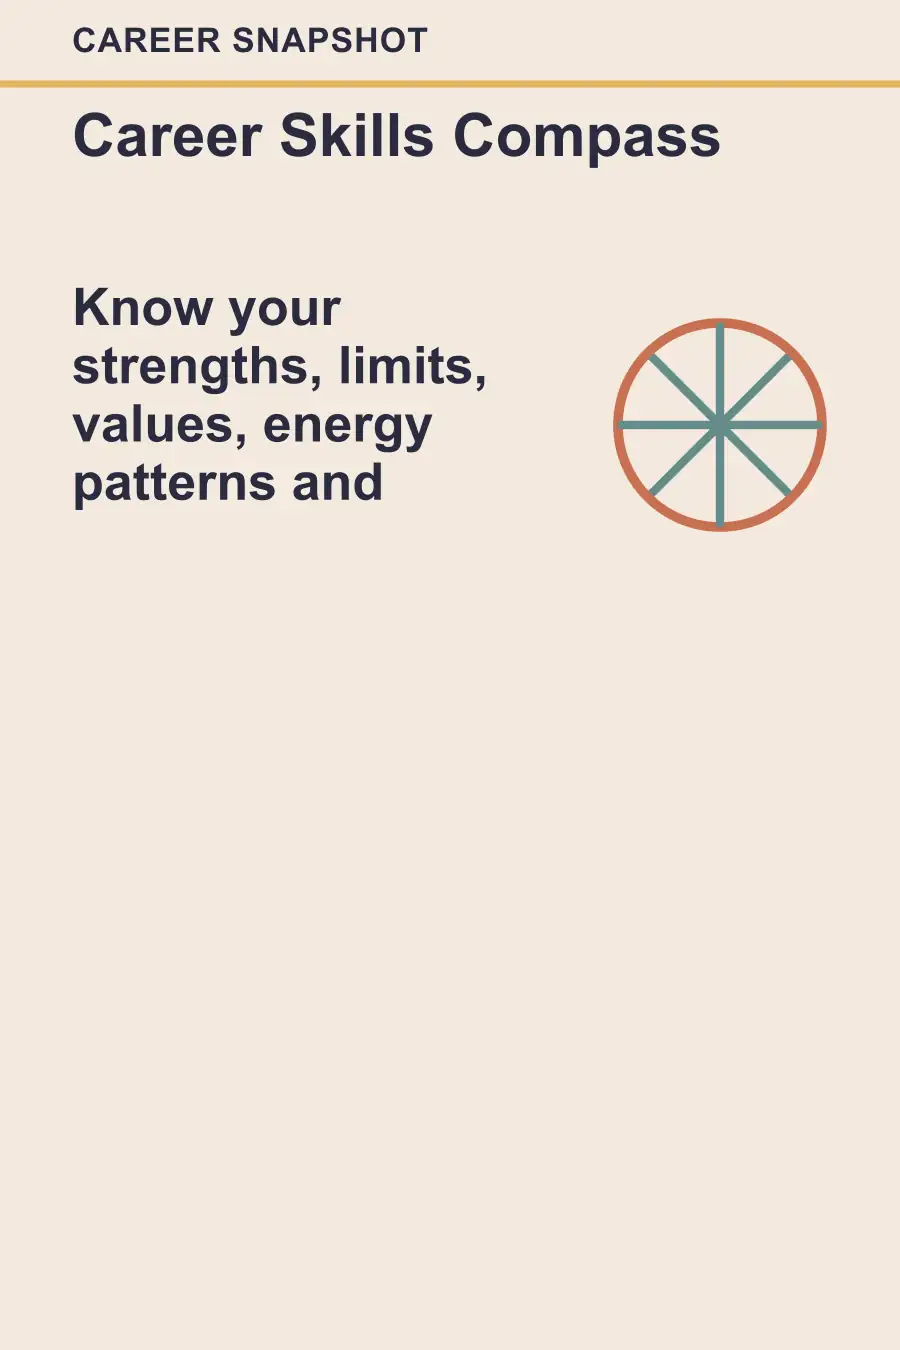 CAREER SNAPSHOT
Career Skills Compass
Know your
strengths, limits,
values, energy
patterns and